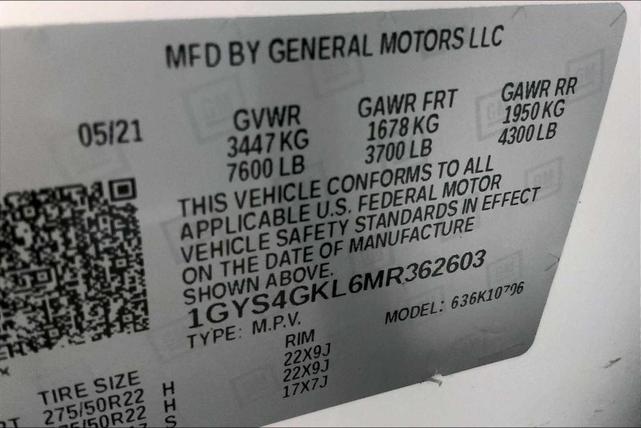 MFD BY GENERAL MOTORS LLC
05/21 GVWR GAWR FRT GAWR RR
3447 KG 1678 KG 1950 KG
7600 LB 3700 LB 4300 LB
THIS VEHICLE CONFORMS TO ALL
APPLICABLE U.S. FEDERAL MOTOR
VEHICLE SAFETY STANDARDS IN EFFECT
ON THE DATE OF MANUFACTURE
SHOWN ABOVE.
1GYS4GKL6MR362603
TYPE: M.P.V. MODEL: 636K10706
TIRE SIZE RIM
275/50R22 H 22X9J
H 22X9J
S 17X7J